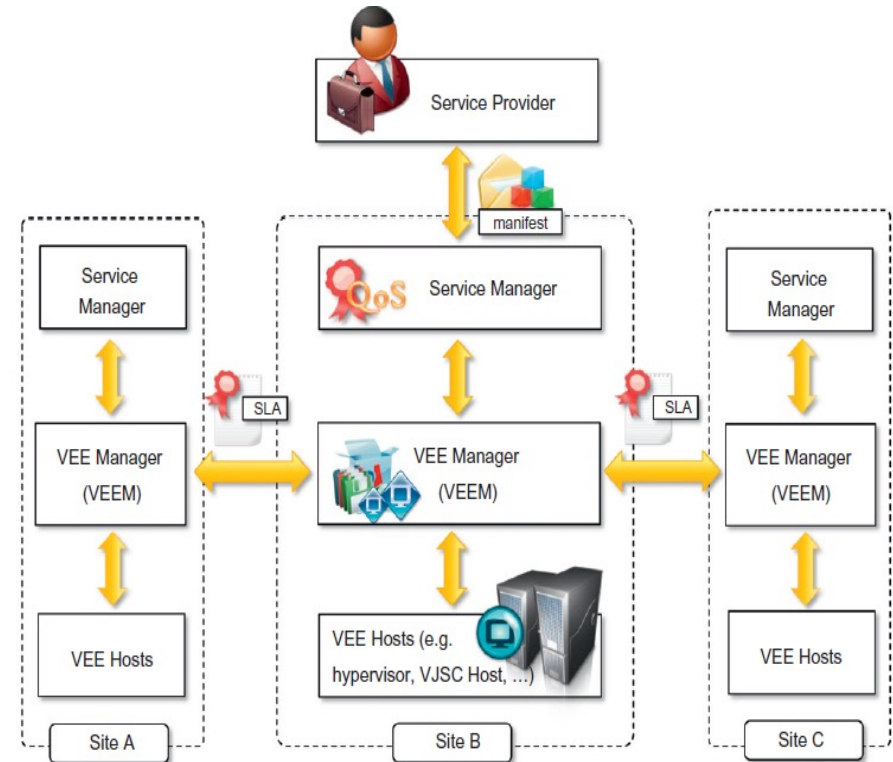 Service Provider
manifest
Service
Manager
QoS
Service Manager
Service
Manager
SLA
SLA
VEE Manager
(VEEM)
VEE Manager
(VEEM)
VEE Manager
(VEEM)
VEE Hosts
VEE Hosts (e.g.
hypervisor, VJSC Host, ...)
VEE Hosts
Site A
Site B
Site C